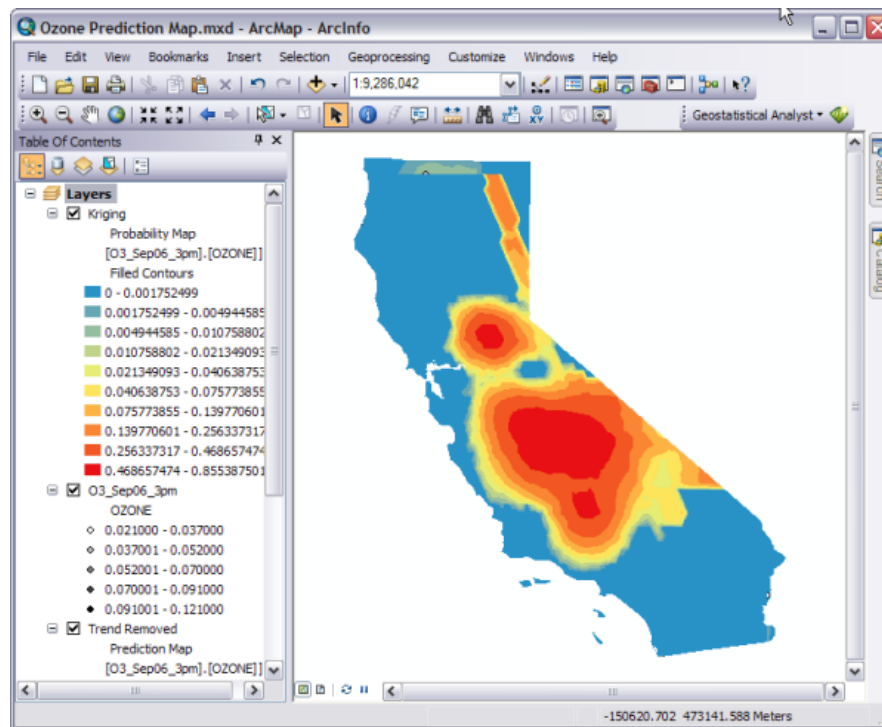 Ozone Prediction Map.mxd - ArcMap - ArcInfo
File Edit View Bookmarks Insert Selection Geoprocessing Customize Windows Help
1:9,286,042
Geostatistical Analyst
Table Of Contents
Layers
Kriging
Probability Map
[O3_Sep06_3pm].[OZONE]]
Filled Contours
0 - 0.001752499
0.001752499 - 0.004944585
0.004944585 - 0.010758802
0.010758802 - 0.021349093
0.021349093 - 0.040638753
0.040638753 - 0.075773855
0.075773855 - 0.139770601
0.139770601 - 0.256337317
0.256337317 - 0.468657474
0.468657474 - 0.855387501
O3_Sep06_3pm
OZONE
0.021000 - 0.037000
0.037001 - 0.052000
0.052001 - 0.070000
0.070001 - 0.091000
0.091001 - 0.121000
Trend Removed
Prediction Map
[O3_Sep06_3pm].[OZONE]]
Search
Catalog
-150620.702 473141.588 Meters